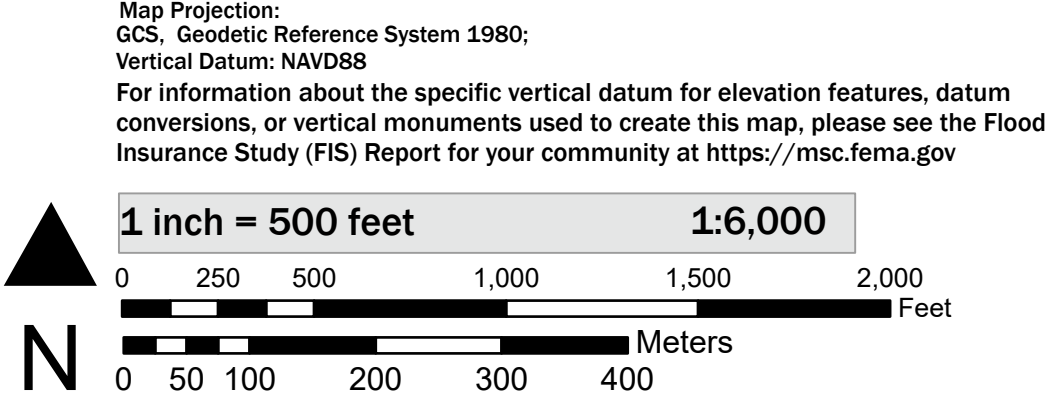 Map Projection:
GCS, Geodetic Reference System 1980;
Vertical Datum: NAVD88
For information about the specific vertical datum for elevation features, datum
conversions, or vertical monuments used to create this map, please see the Flood
Insurance Study (FIS) Report for your community at https://msc.fema.gov
1 inch = 500 feet 1:6,000
0 250 500 1,000 1,500 2,000
Feet
Meters
0 50 100 200 300 400
N